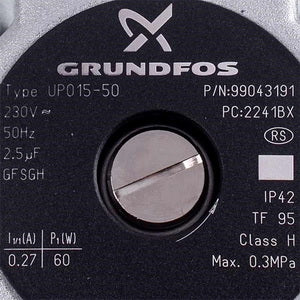 GRUNDFOS
Type UPO15-50 P/N:99043191
230V≂ PC:2241BX
50Hz RS
2.5µF
GFSGH
IP42
TF 95
I₁/₁(A) P₁(W) Class H
0.27 60 Max. 0.3MPa